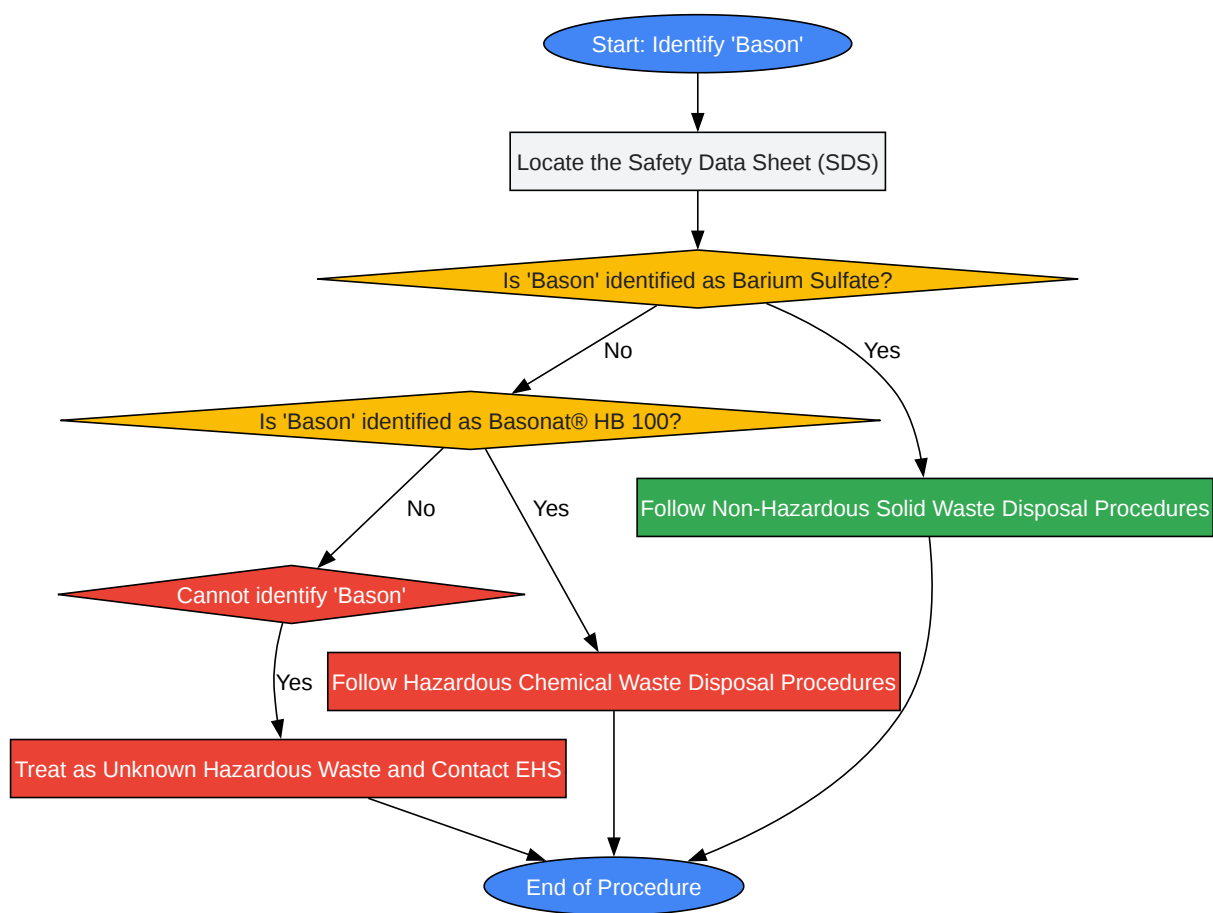 Start: Identify 'Bason'
Locate the Safety Data Sheet (SDS)
Is 'Bason' identified as Barium Sulfate?
No
Yes
Is 'Bason' identified as Basonat® HB 100?
Follow Non-Hazardous Solid Waste Disposal Procedures
No
Yes
Cannot identify 'Bason'
Follow Hazardous Chemical Waste Disposal Procedures
Yes
Treat as Unknown Hazardous Waste and Contact EHS
End of Procedure